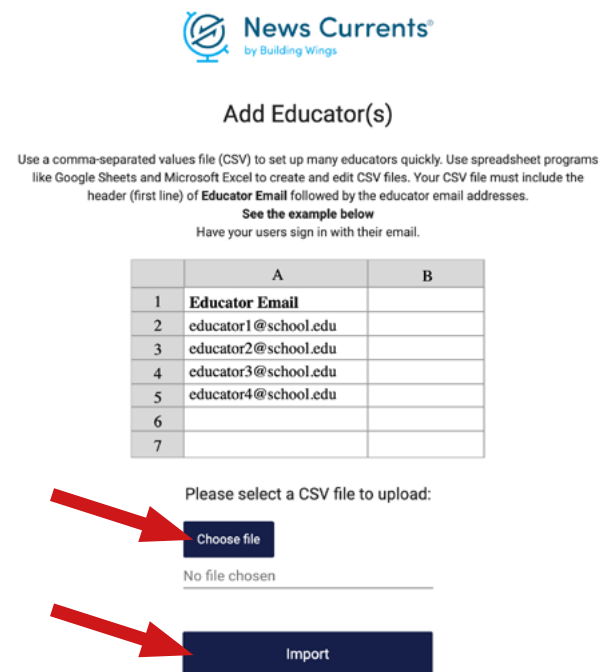 News Currents®
by Building Wings
Add Educator(s)
Use a comma-separated values file (CSV) to set up many educators quickly. Use spreadsheet programs
like Google Sheets and Microsoft Excel to create and edit CSV files. Your CSV file must include the
header (first line) of Educator Email followed by the educator email addresses.
See the example below
Have your users sign in with their email.
A B
1 Educator Email
2 educator1@school.edu
3 educator2@school.edu
4 educator3@school.edu
5 educator4@school.edu
6
7
Please select a CSV file to upload:
Choose file
No file chosen
Import